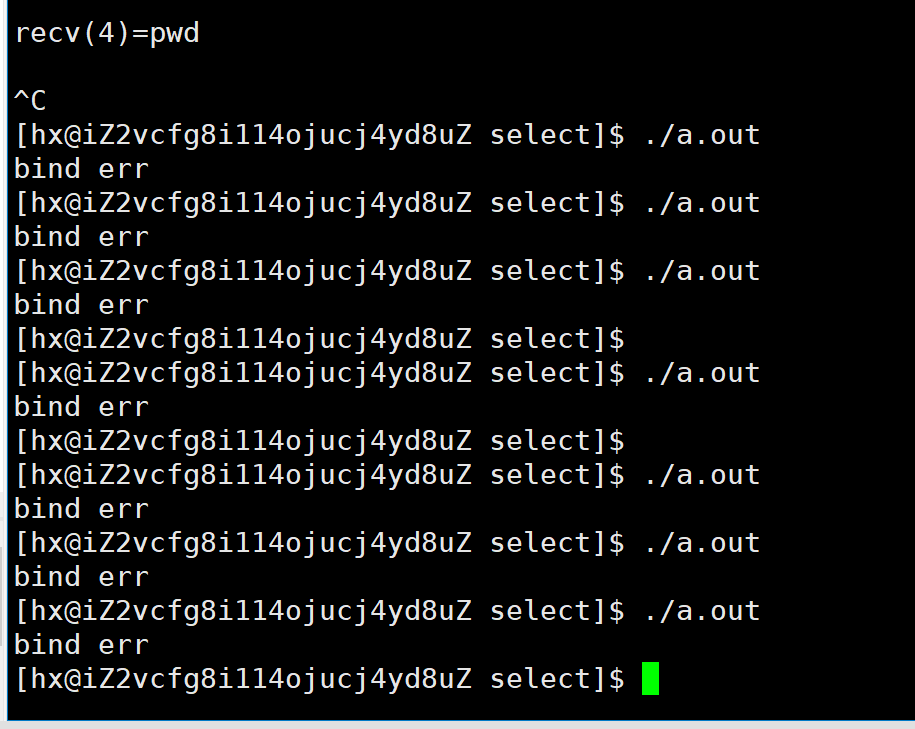 recv(4)=pwd
^C
[hx@iZ2vcfg8i114ojucj4yd8uZ select]$ ./a.out
bind err
[hx@iZ2vcfg8i114ojucj4yd8uZ select]$ ./a.out
bind err
[hx@iZ2vcfg8i114ojucj4yd8uZ select]$ ./a.out
bind err
[hx@iZ2vcfg8i114ojucj4yd8uZ select]$
[hx@iZ2vcfg8i114ojucj4yd8uZ select]$ ./a.out
bind err
[hx@iZ2vcfg8i114ojucj4yd8uZ select]$
[hx@iZ2vcfg8i114ojucj4yd8uZ select]$ ./a.out
bind err
[hx@iZ2vcfg8i114ojucj4yd8uZ select]$ ./a.out
bind err
[hx@iZ2vcfg8i114ojucj4yd8uZ select]$ ./a.out
bind err
[hx@iZ2vcfg8i114ojucj4yd8uZ select]$